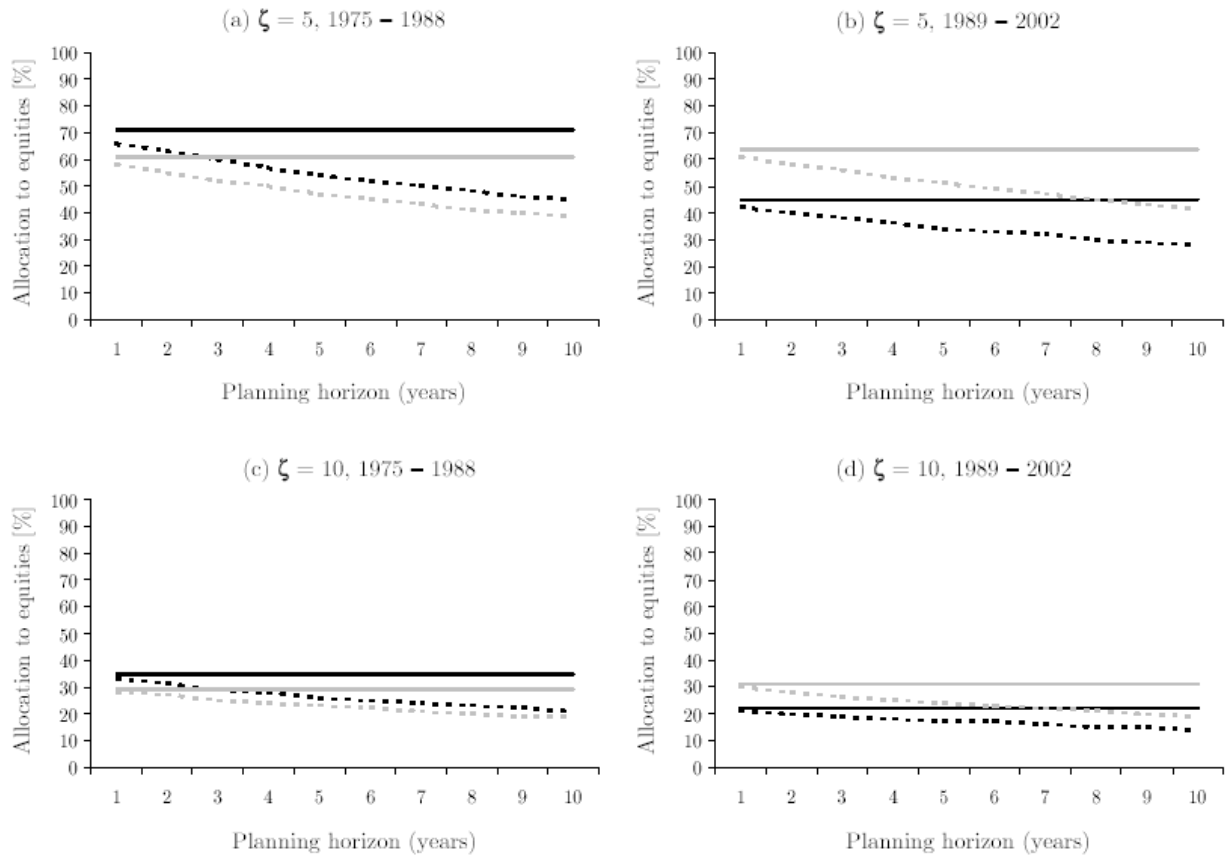 (a) ζ = 5, 1975 – 1988
Allocation to equities [%]
100
90
80
70
60
50
40
30
20
10
0
1 2 3 4 5 6 7 8 9 10
Planning horizon (years)
(b) ζ = 5, 1989 – 2002
Allocation to equities [%]
100
90
80
70
60
50
40
30
20
10
0
1 2 3 4 5 6 7 8 9 10
Planning horizon (years)
(c) ζ = 10, 1975 – 1988
Allocation to equities [%]
100
90
80
70
60
50
40
30
20
10
0
1 2 3 4 5 6 7 8 9 10
Planning horizon (years)
(d) ζ = 10, 1989 – 2002
Allocation to equities [%]
100
90
80
70
60
50
40
30
20
10
0
1 2 3 4 5 6 7 8 9 10
Planning horizon (years)